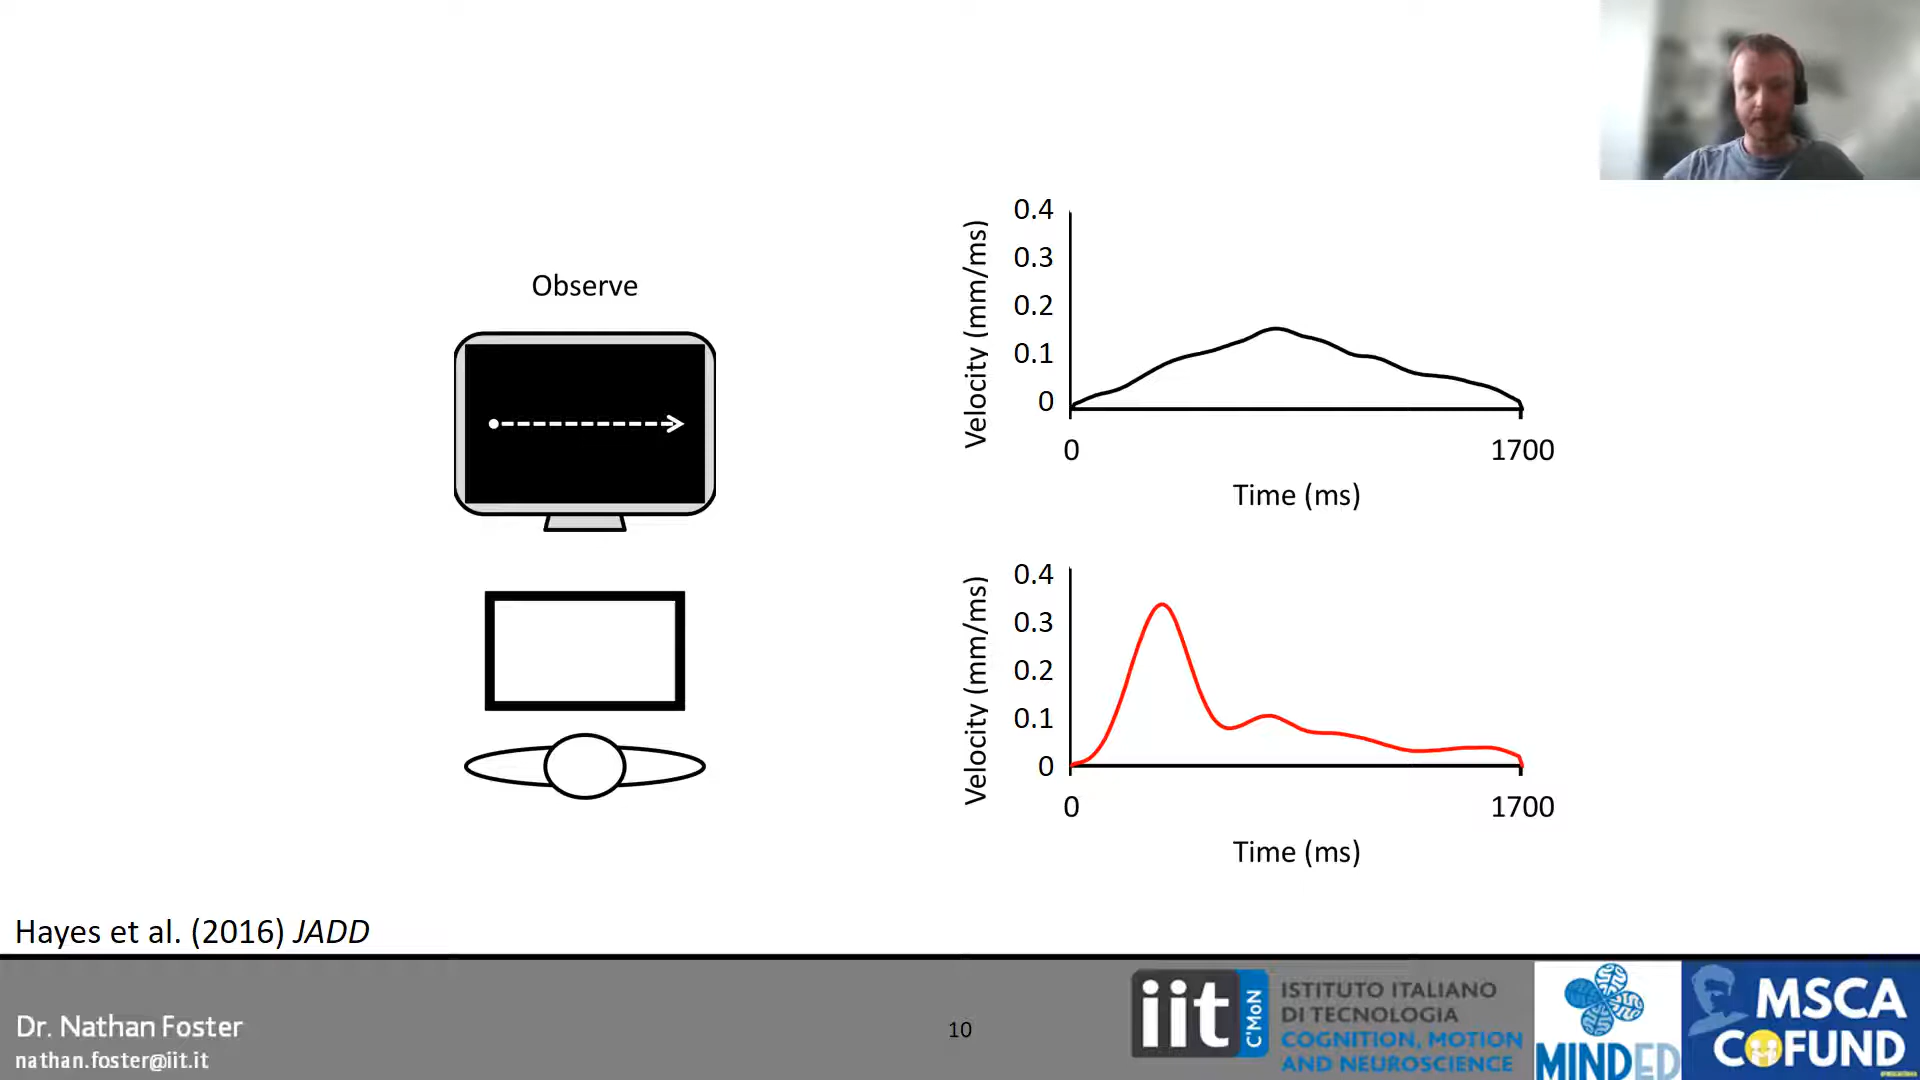 Observe
Velocity (mm/ms)
0.4
0.3
0.2
0.1
0
0
1700
Time (ms)
Velocity (mm/ms)
0.4
0.3
0.2
0.1
0
0
1700
Time (ms)
Hayes et al. (2016) JADD
Dr. Nathan Foster
nathan.foster@iit.it
10
iit
C'MoN
ISTITUTO ITALIANO
DI TECNOLOGIA
COGNITION, MOTION
AND NEUROSCIENCE
MINDED
MSCA
COFUND